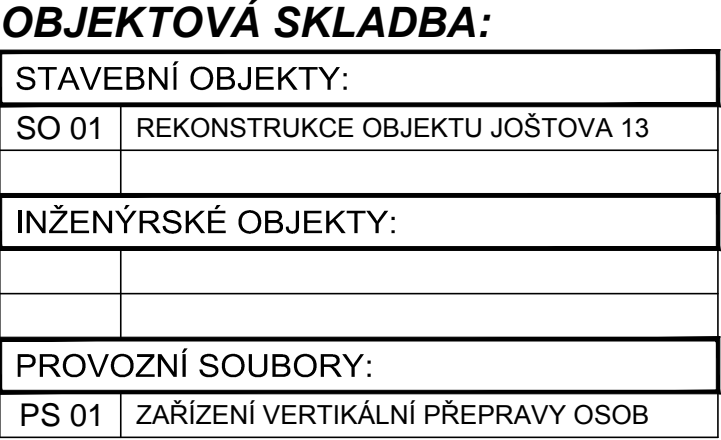 OBJEKTOVÁ SKLADBA:
STAVEBNÍ OBJEKTY:
SO 01 REKONSTRUKCE OBJEKTU JOŠTOVA 13
INŽENÝRSKÉ OBJEKTY:
PROVOZNÍ SOUBORY:
PS 01 ZAŘÍZENÍ VERTIKÁLNÍ PŘEPRAVY OSOB